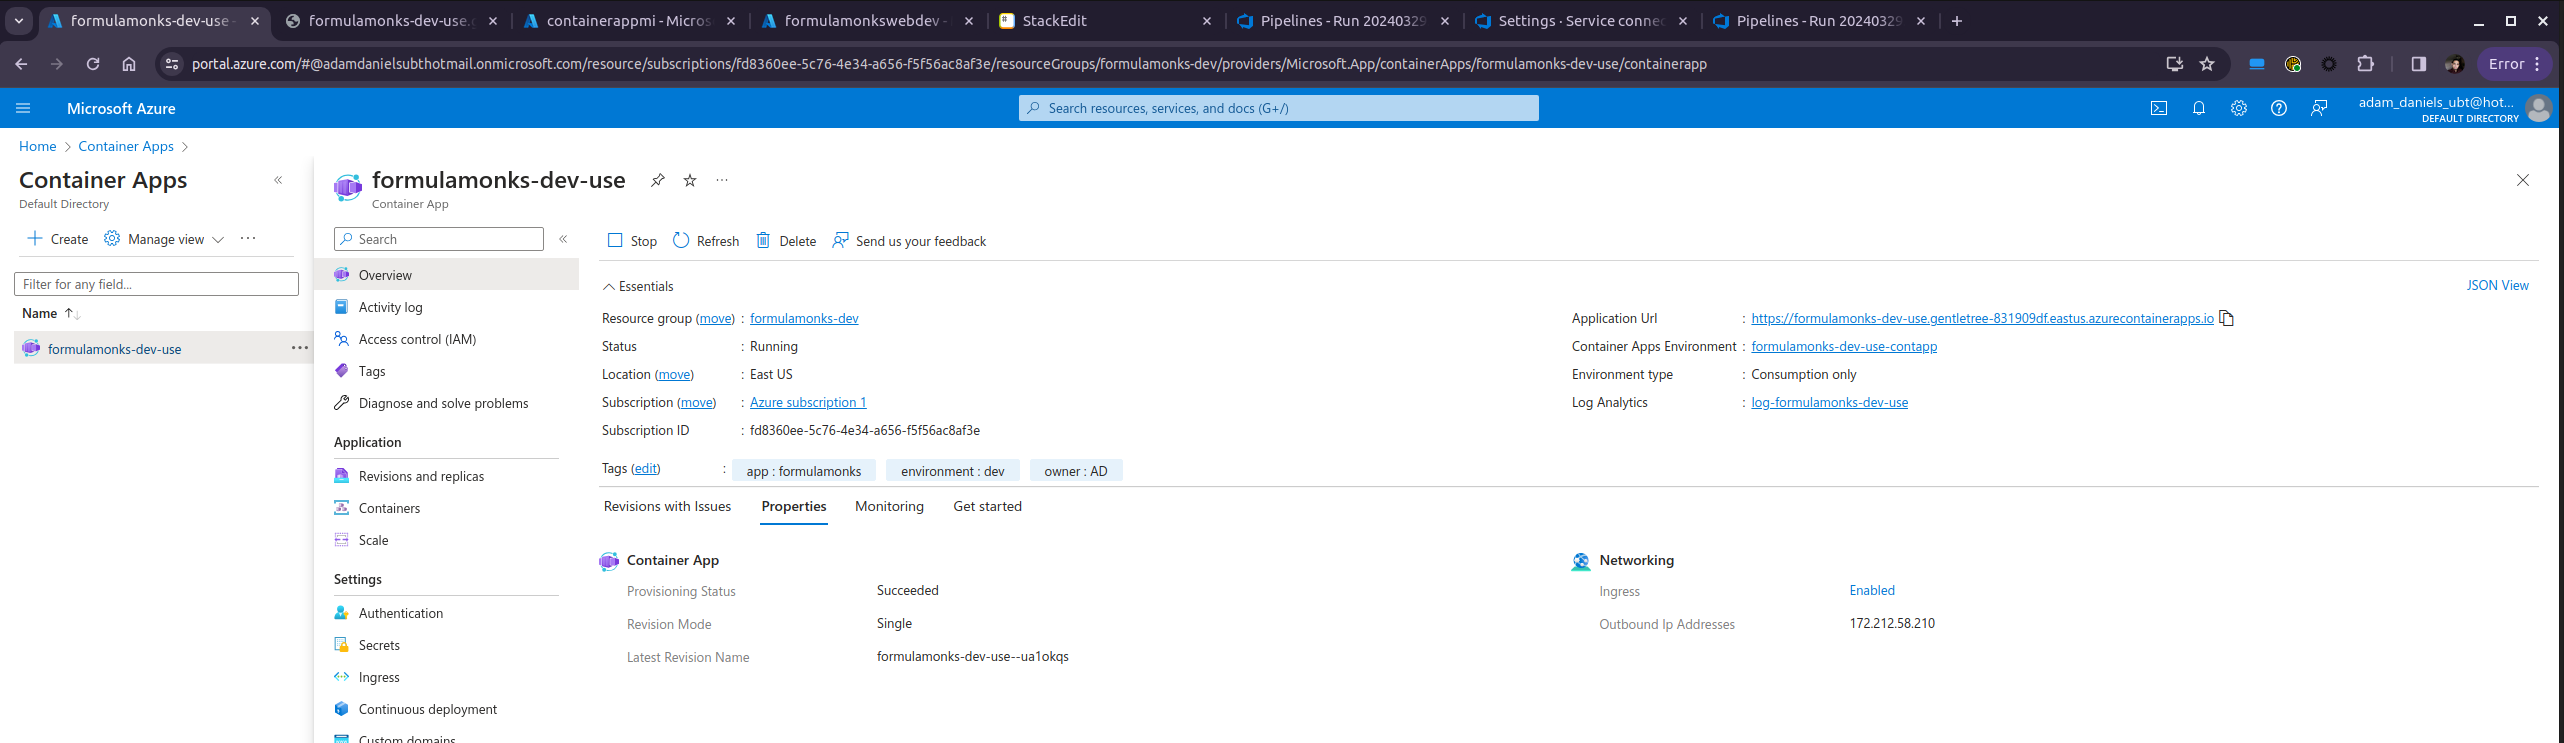 formulamonks-dev-use -
formulamonks-dev-use.
containerappmi - Micros
formulamonkswebdev -
StackEdit
Pipelines - Run 20240329
Settings · Service connec
Pipelines - Run 20240329
portal.azure.com/#@adamdanielsubthotmail.onmicrosoft.com/resource/subscriptions/fd8360ee-5c76-4e34-a656-f5f56ac8af3e/resourceGroups/formulamonks-dev/providers/Microsoft.App/containerApps/formulamonks-dev-use/containerapp
Error
Microsoft Azure
Search resources, services, and docs (G+/)
adam_daniels_ubt@hot...
DEFAULT DIRECTORY
Home > Container Apps >
Container Apps
Default Directory
Create
Manage view
Filter for any field...
Name
formulamonks-dev-use
formulamonks-dev-use
Container App
Search
Overview
Activity log
Access control (IAM)
Tags
Diagnose and solve problems
Application
Revisions and replicas
Containers
Scale
Settings
Authentication
Secrets
Ingress
Continuous deployment
Custom domains
Stop
Refresh
Delete
Send us your feedback
Essentials
JSON View
Resource group (move) : formulamonks-dev
Status : Running
Location (move) : East US
Subscription (move) : Azure subscription 1
Subscription ID : fd8360ee-5c76-4e34-a656-f5f56ac8af3e
Application Url : https://formulamonks-dev-use.gentletree-831909df.eastus.azurecontainerapps.io
Container Apps Environment : formulamonks-dev-use-contapp
Environment type : Consumption only
Log Analytics : log-formulamonks-dev-use
Tags (edit) : app : formulamonks environment : dev owner : AD
Revisions with Issues
Properties
Monitoring
Get started
Container App
Provisioning Status Succeeded
Revision Mode Single
Latest Revision Name formulamonks-dev-use--ua1okqs
Networking
Ingress Enabled
Outbound Ip Addresses 172.212.58.210